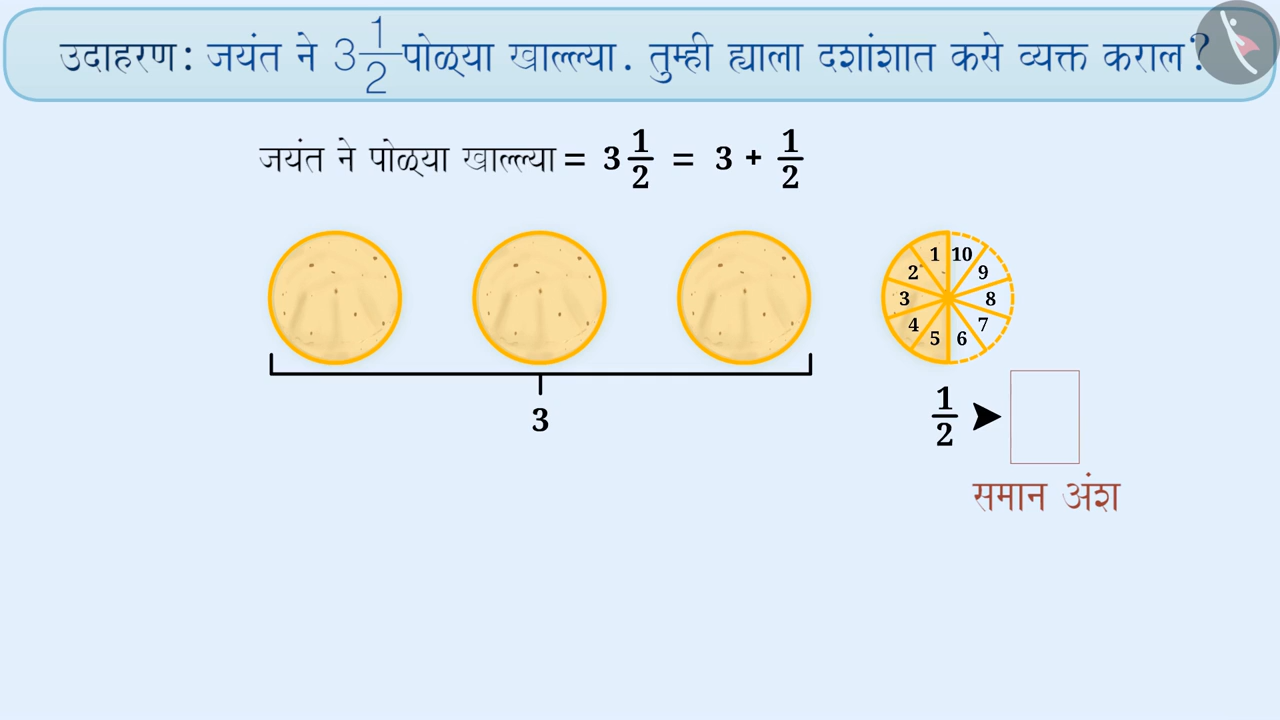 उदाहरण: जयंत ने 3 1/2 पोळ्या खाल्ल्या. तुम्ही ह्याला दशांशात कसे व्यक्त कराल?
जयंत ने पोळ्या खाल्ल्या = 3 1/2 = 3 + 1/2
1 10
2 9
3 8
4 7
5 6
3
1/2 ➤
समान अंश